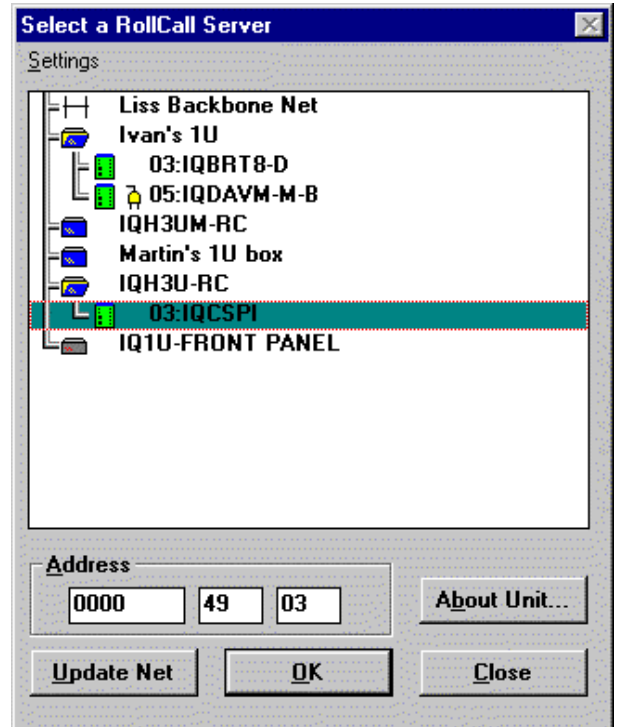 Select a RollCall Server
Settings
Liss Backbone Net
Ivan's 1U
03:IQBRT8-D
05:IQDAVM-M-B
IQH3UM-RC
Martin's 1U box
IQH3U-RC
03:IQCSPI
IQ1U-FRONT PANEL
Address
0000 49 03
About Unit...
Update Net OK Close